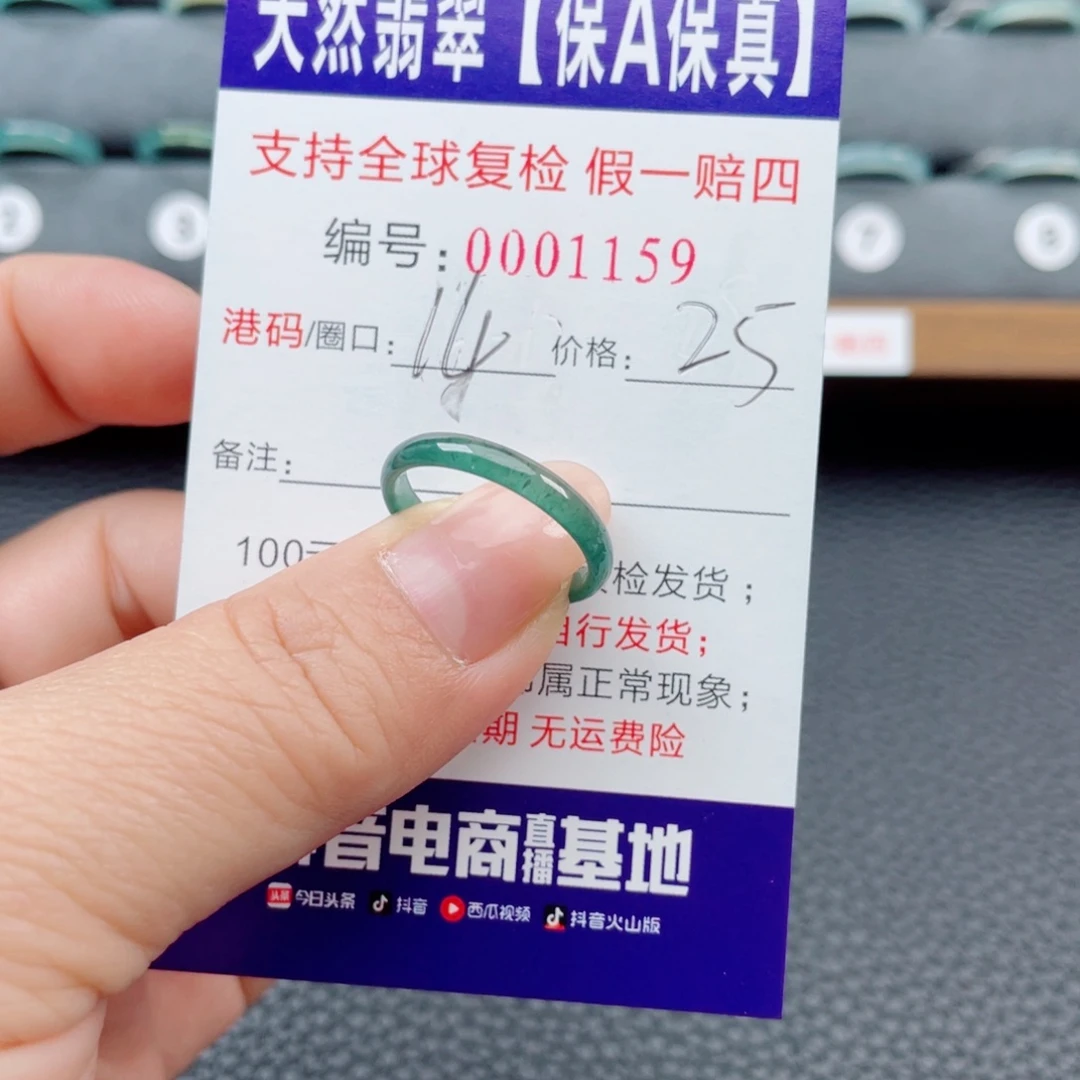 天然翡翠【保A保真】
支持全球复检 假一赔四
编号：0001159
港码/圈口： 价格：25
备注：
100 检发货；
自行发货；
属正常现象；
期 无运费险
音电商直播基地
今日头条 抖音 西瓜视频 抖音火山版